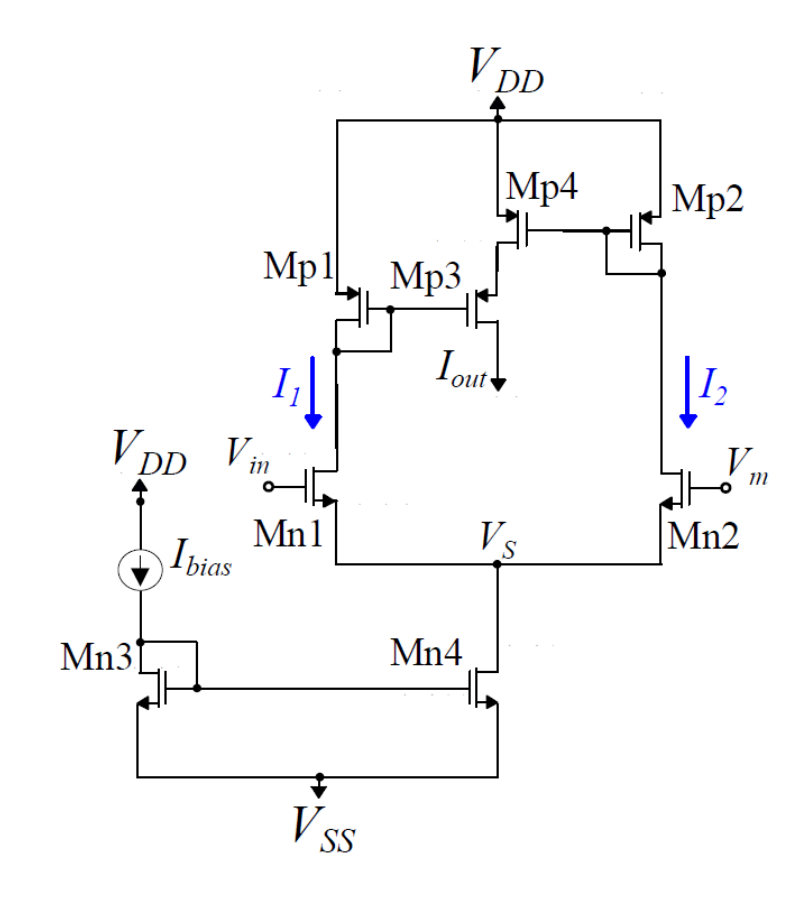 V_DD
Mp4
Mp2
Mp1
Mp3
I_out
I_1
I_2
V_DD
V_in
V_m
Mn1
V_S
Mn2
I_bias
Mn3
Mn4
V_SS